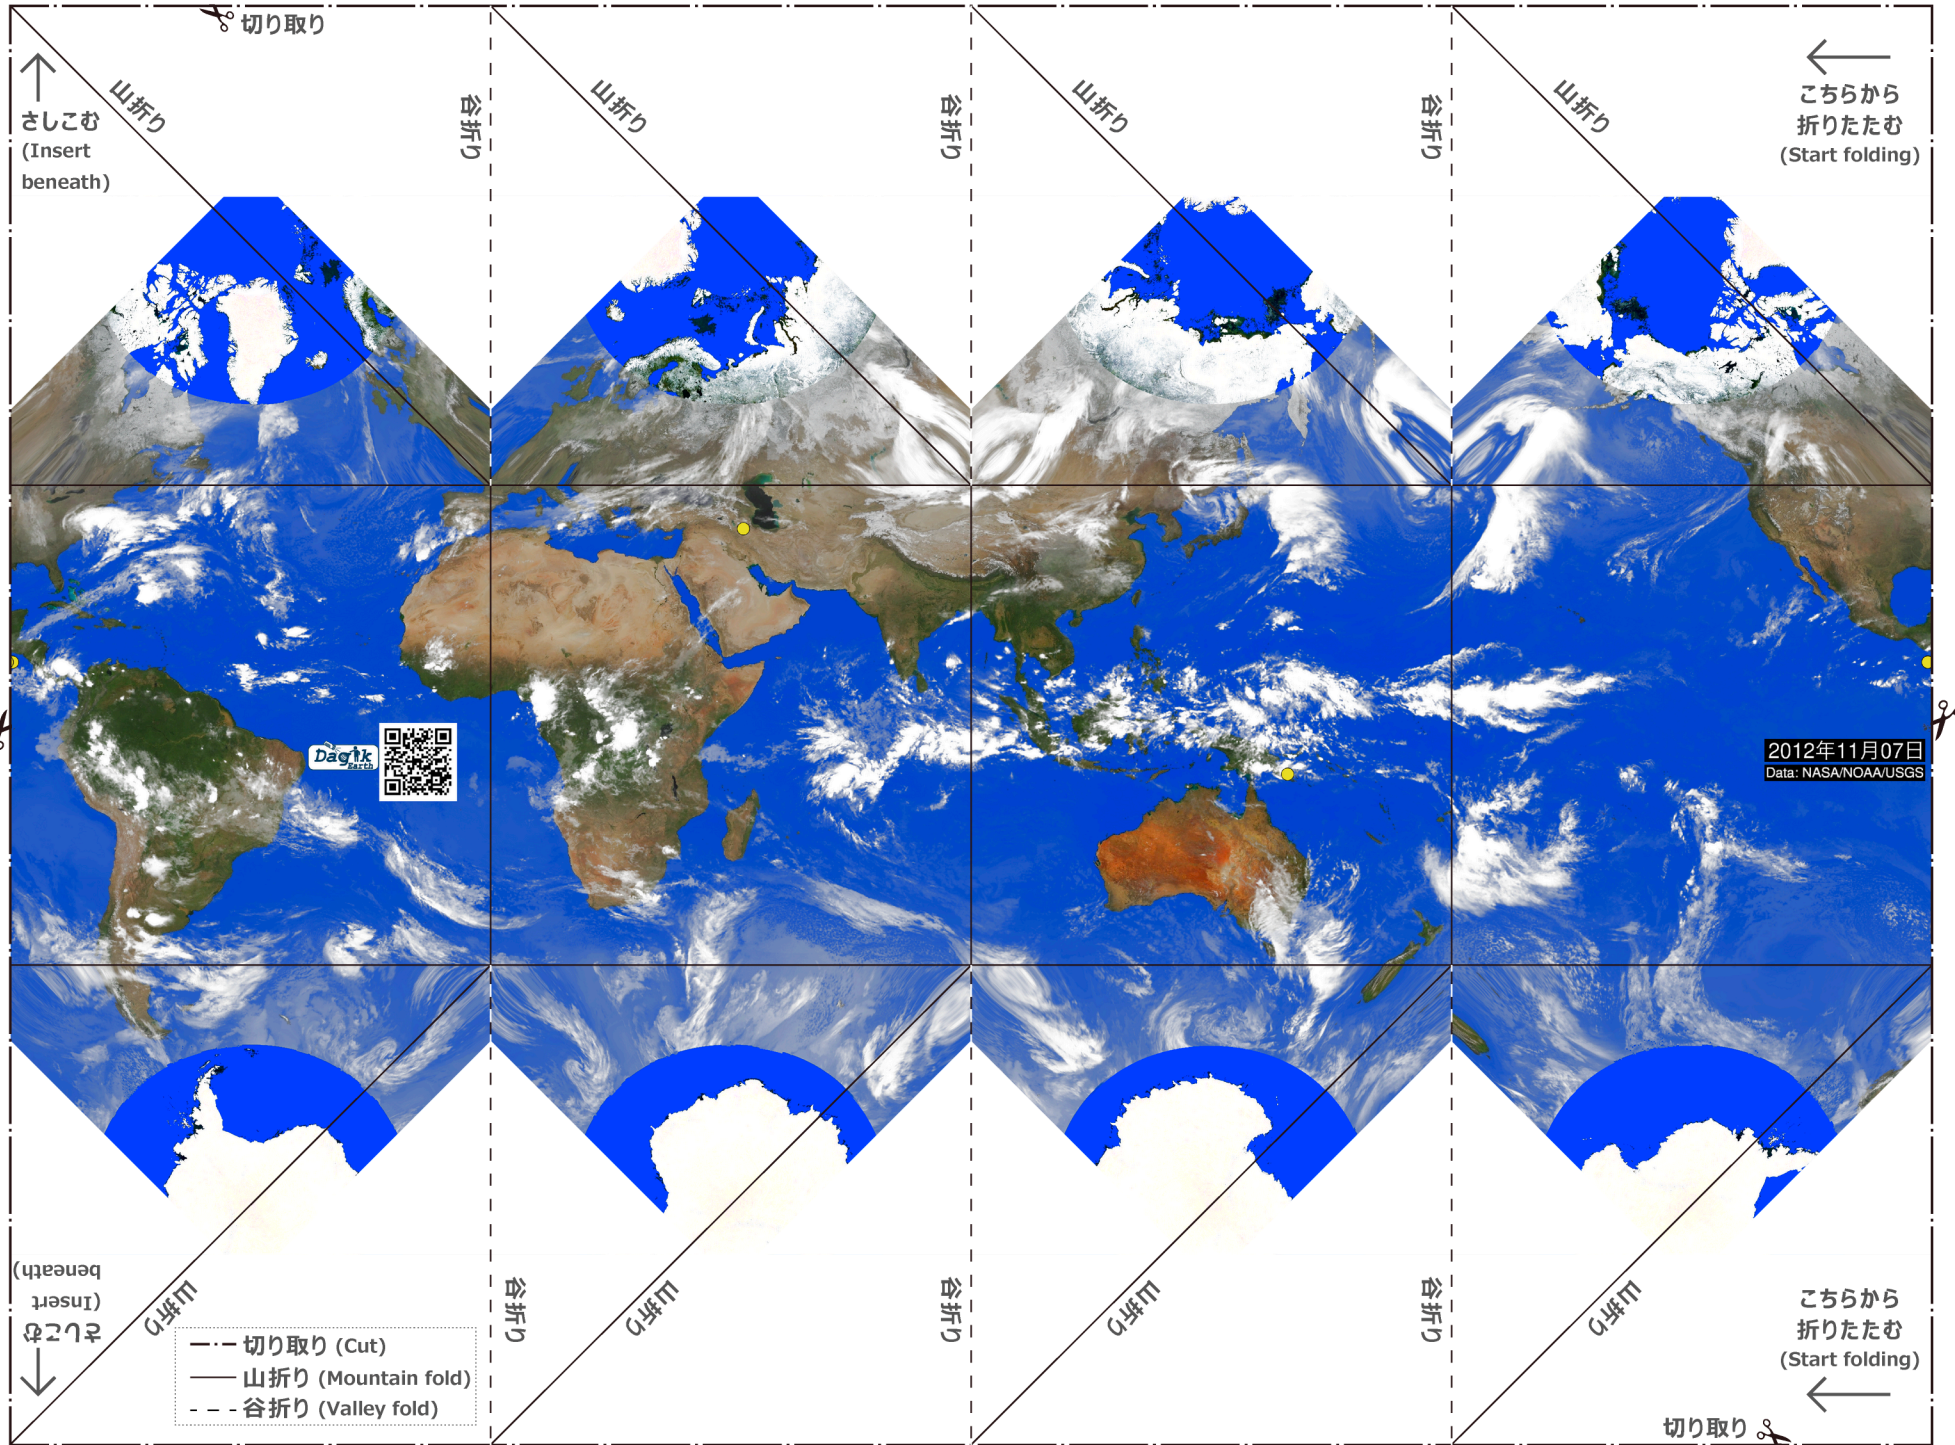 切り取り
さしこむ
(Insert
beneath)
山折り
谷折り
山折り
谷折り
山折り
谷折り
山折り
こちらから
折りたたむ
(Start folding)
Dagik
Earth
2012年11月07日
Data: NASA/NOAA/USGS
さしこむ
(Insert
beneath)
山折り
谷折り
山折り
谷折り
山折り
谷折り
山折り
こちらから
折りたたむ
(Start folding)
切り取り (Cut)
山折り (Mountain fold)
谷折り (Valley fold)
切り取り